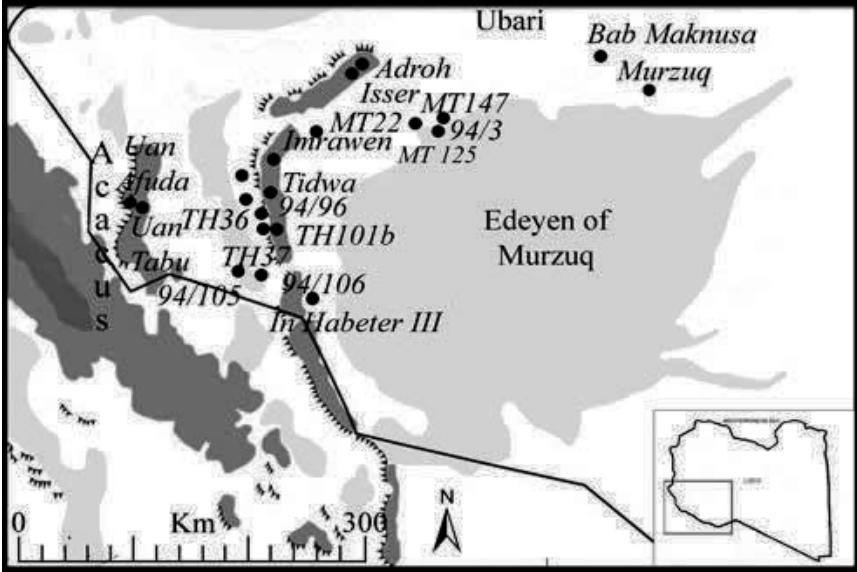 Ubari
Bab Maknusa
Murzuq
Adroh
Isser
MT147
MT22
94/3
Imrawen
MT 125
Acacus
Uan
Afuda
Tidwa
94/96
TH36
Uan
Tabu
TH101b
TH37
94/105
94/106
In Habeter III
Edeyen of
Murzuq
N
0
Km
300